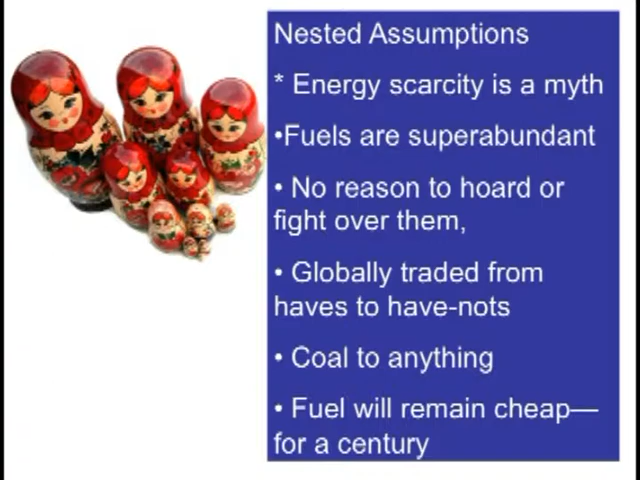 Nested Assumptions
* Energy scarcity is a myth
•Fuels are superabundant
• No reason to hoard or
fight over them,
• Globally traded from
haves to have-nots
• Coal to anything
• Fuel will remain cheap—
for a century